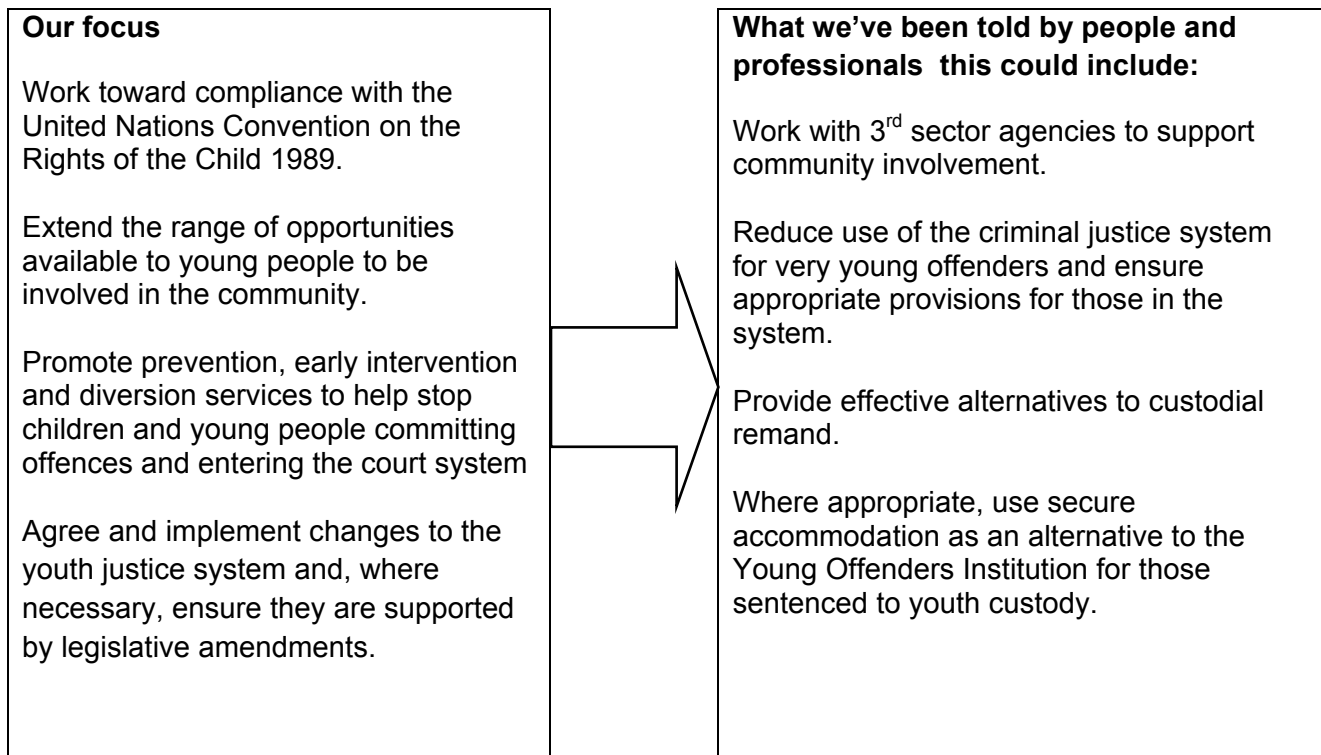 Our focus
Work toward compliance with the
United Nations Convention on the
Rights of the Child 1989.
Extend the range of opportunities
available to young people to be
involved in the community.
Promote prevention, early intervention
and diversion services to help stop
children and young people committing
offences and entering the court system
Agree and implement changes to the
youth justice system and, where
necessary, ensure they are supported
by legislative amendments.
What we’ve been told by people and
professionals  this could include:
Work with 3rd sector agencies to support
community involvement.
Reduce use of the criminal justice system
for very young offenders and ensure
appropriate provisions for those in the
system.
Provide effective alternatives to custodial
remand.
Where appropriate, use secure
accommodation as an alternative to the
Young Offenders Institution for those
sentenced to youth custody.